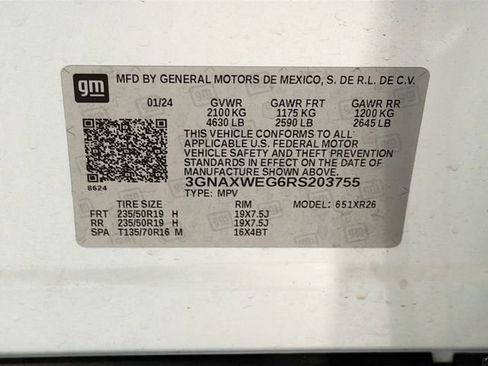 gm MFD BY GENERAL MOTORS DE MEXICO, S. DE R.L. DE C.V.
01/24 GVWR GAWR FRT GAWR RR
2100 KG 1175 KG 1200 KG
4630 LB 2590 LB 2645 LB
THIS VEHICLE CONFORMS TO ALL
APPLICABLE U.S. FEDERAL MOTOR
VEHICLE SAFETY, BUMPER, AND THEFT
PREVENTION STANDARDS IN
EFFECT ON THE DATE OF
MANUFACTURE SHOWN ABOVE.
8624 3GNAXWEG6RS203755
TYPE: MPV MODEL: 651XR26
TIRE SIZE RIM
FRT 235/50R19 H 19X7.5J
RR 235/50R19 H 19X7.5J
SPA T135/70R16 M 16X4BT